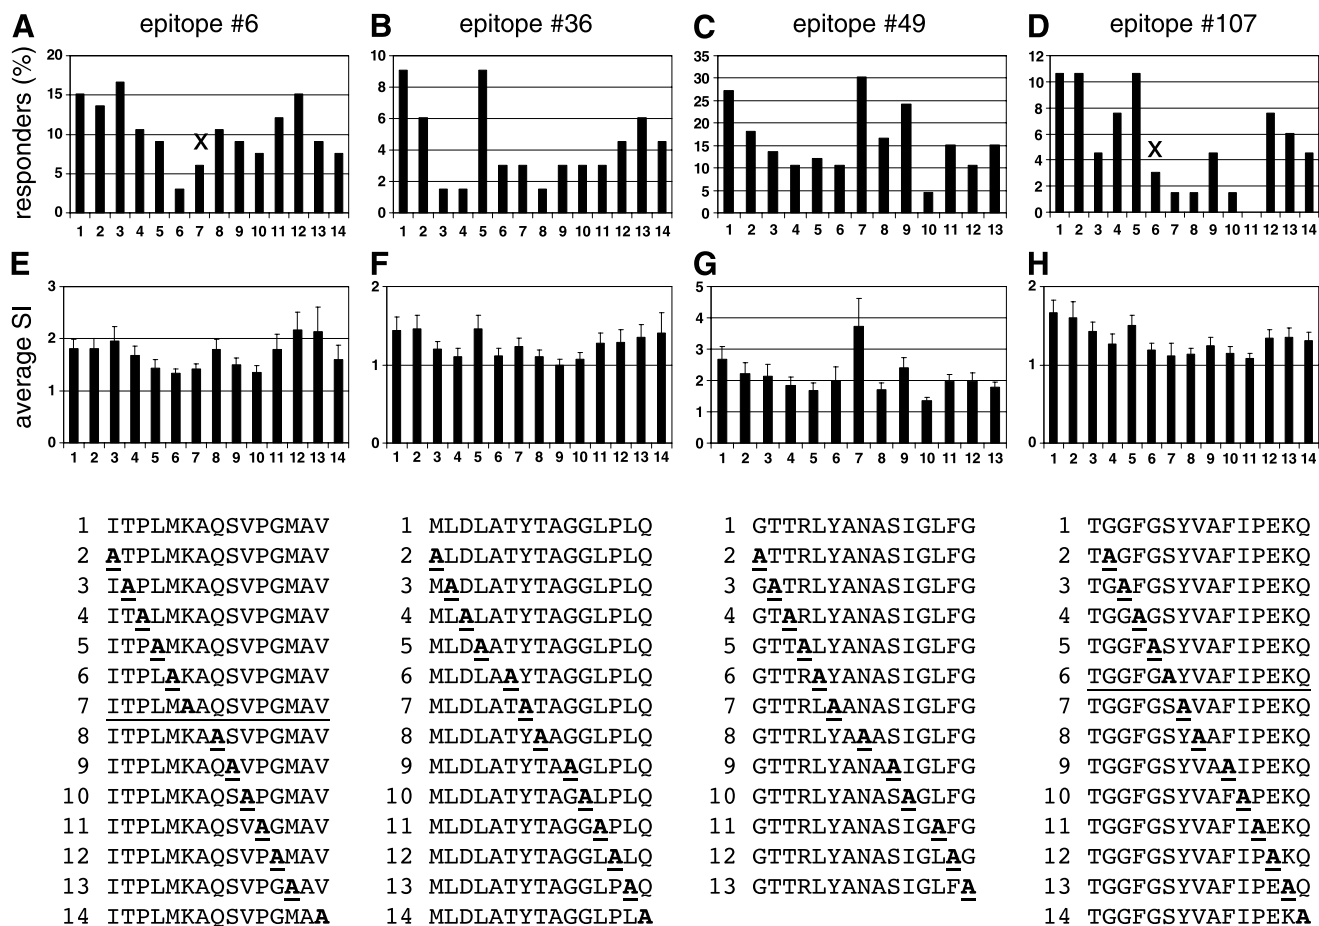 A epitope #6
B epitope #36
C epitope #49
D epitope #107
responders (%)
20
15
10
5
0
X
1 2 3 4 5 6 7 8 9 10 11 12 13 14
10
8
6
4
2
0
1 2 3 4 5 6 7 8 9 10 11 12 13 14
35
30
25
20
15
10
5
0
1 2 3 4 5 6 7 8 9 10 11 12 13
12
10
8
6
4
2
0
X
1 2 3 4 5 6 7 8 9 10 11 12 13 14
E
F
G
H
average SI
3
2
1
0
1 2 3 4 5 6 7 8 9 10 11 12 13 14
2
1
0
1 2 3 4 5 6 7 8 9 10 11 12 13 14
5
4
3
2
1
0
1 2 3 4 5 6 7 8 9 10 11 12 13
2
1
0
1 2 3 4 5 6 7 8 9 10 11 12 13 14
1 ITPLMKAQSVPGMAV
2 ATPLMKAQSVPGMAV
3 IAPLMKAQSVPGMAV
4 ITALMKAQSVPGMAV
5 ITPAMKAQSVPGMAV
6 ITPLAKAQSVPGMAV
7 ITPLMAAQSVPGMAV
8 ITPLMKAASVPGMAV
9 ITPLMKAQAVPGMAV
10 ITPLMKAQSAPGMAV
11 ITPLMKAQSVAGMAV
12 ITPLMKAQSVPAMAV
13 ITPLMKAQSVPGAAV
14 ITPLMKAQSVPGMAA
1 MLDLATYTAGGLPLQ
2 ALDLATYTAGGLPLQ
3 MADLATYTAGGLPLQ
4 MLALATYTAGGLPLQ
5 MLDAATYTAGGLPLQ
6 MLDLAAYTAGGLPLQ
7 MLDLATATAGGLPLQ
8 MLDLATYAAGGLPLQ
9 MLDLATYTAAGLPLQ
10 MLDLATYTAGALPLQ
11 MLDLATYTAGGAPLQ
12 MLDLATYTAGGLALQ
13 MLDLATYTAGGLPAQ
14 MLDLATYTAGGLPLA
1 GTTRLYANASIGLFG
2 ATTRLYANASIGLFG
3 GATRLYANASIGLFG
4 GTARLYANASIGLFG
5 GTTALYANASIGLFG
6 GTTRAYANASIGLFG
7 GTTRLAANASIGLFG
8 GTTRLYAAASIGLFG
9 GTTRLYANAAIGLFG
10 GTTRLYANASAGLFG
11 GTTRLYANASIGAFG
12 GTTRLYANASIGLAG
13 GTTRLYANASIGLFA
1 TGGFGSYVAFIPEKQ
2 TAGFGSYVAFIPEKQ
3 TGAFGSYVAFIPEKQ
4 TGGAGSYVAFIPEKQ
5 TGGFASYVAFIPEKQ
6 TGGFGAYVAFIPEKQ
7 TGGFGSAVAFIPEKQ
8 TGGFGSYAAFIPEKQ
9 TGGFGSYVAAIPEKQ
10 TGGFGSYVAFAPEKQ
11 TGGFGSYVAFIAEKQ
12 TGGFGSYVAFIPAKQ
13 TGGFGSYVAFIPEAQ
14 TGGFGSYVAFIPEKA